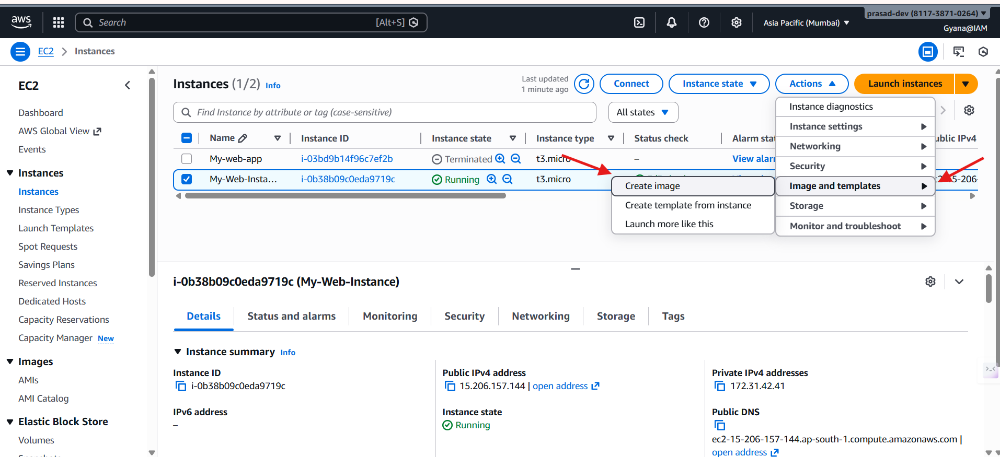 aws
Search
[Alt+S]
Asia Pacific (Mumbai)
prasad-dev (8117-3871-0264)
Gyana@IAM
EC2
Instances
EC2
Dashboard
AWS Global View
Events
Instances
Instances
Instance Types
Launch Templates
Spot Requests
Savings Plans
Reserved Instances
Dedicated Hosts
Capacity Reservations
Capacity Manager New
Images
AMIs
AMI Catalog
Elastic Block Store
Volumes
Instances (1/2) Info
Last updated
1 minute ago
Connect
Instance state
Actions
Launch instances
Find Instance by attribute or tag (case-sensitive)
All states
Name Instance ID Instance state Instance type Status check Alarm stat ublic IPv4
My-web-app i-03bd9b14f96c7ef2b Terminated t3.micro – View alar
My-Web-Insta… i-0b38b09c0eda9719c Running t3.micro 15-206-
Instance diagnostics
Instance settings
Networking
Security
Image and templates
Storage
Monitor and troubleshoot
Create image
Create template from instance
Launch more like this
i-0b38b09c0eda9719c (My-Web-Instance)
Details Status and alarms Monitoring Security Networking Storage Tags
Instance summary Info
Instance ID
i-0b38b09c0eda9719c
IPv6 address
–
Public IPv4 address
15.206.157.144 | open address
Instance state
Running
Private IPv4 addresses
172.31.42.41
Public DNS
ec2-15-206-157-144.ap-south-1.compute.amazonaws.com |
open address